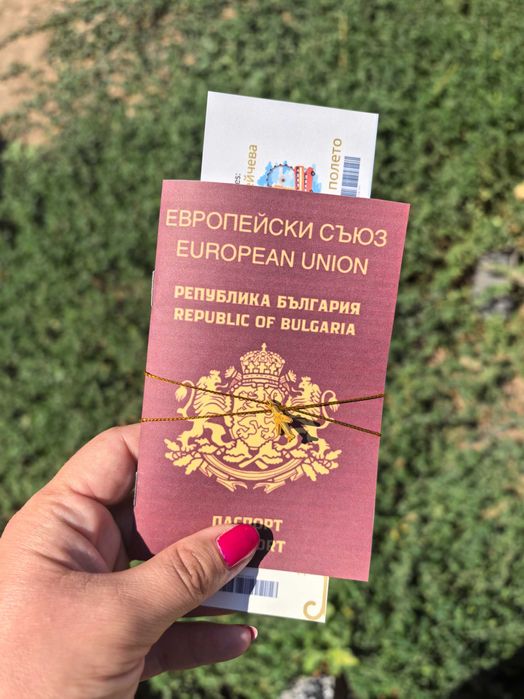 ЕВРОПЕЙСКИ СЪЮЗ
EUROPEAN UNION
РЕПУБЛИКА БЪЛГАРИЯ
REPUBLIC OF BULGARIA
ПАСПОРТ
полето